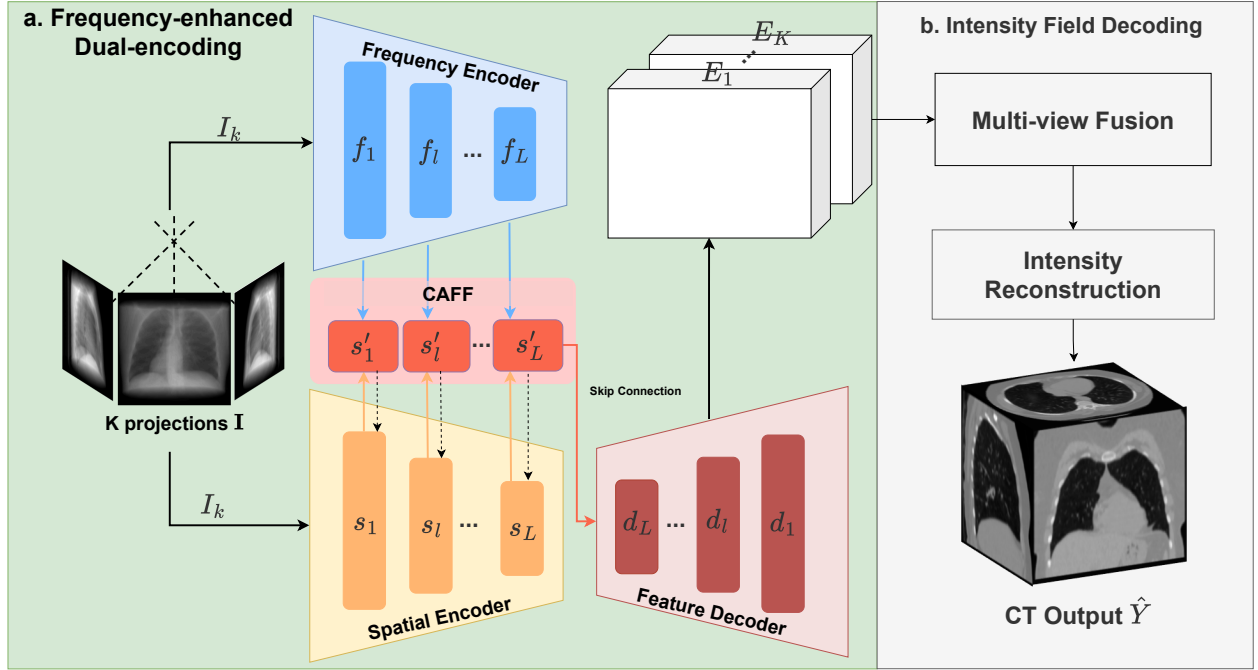 a. Frequency-enhanced
Dual-encoding
b. Intensity Field Decoding
Frequency Encoder
I_k
f_1 f_l ... f_L
E_K
E_1
Multi-view Fusion
CAFF
s'_1 s'_l ... s'_L
Intensity
Reconstruction
K projections I
Skip Connection
I_k
s_1 s_l ... s_L
Spatial Encoder
d_L ... d_l d_1
Feature Decoder
CT Output Ŷ